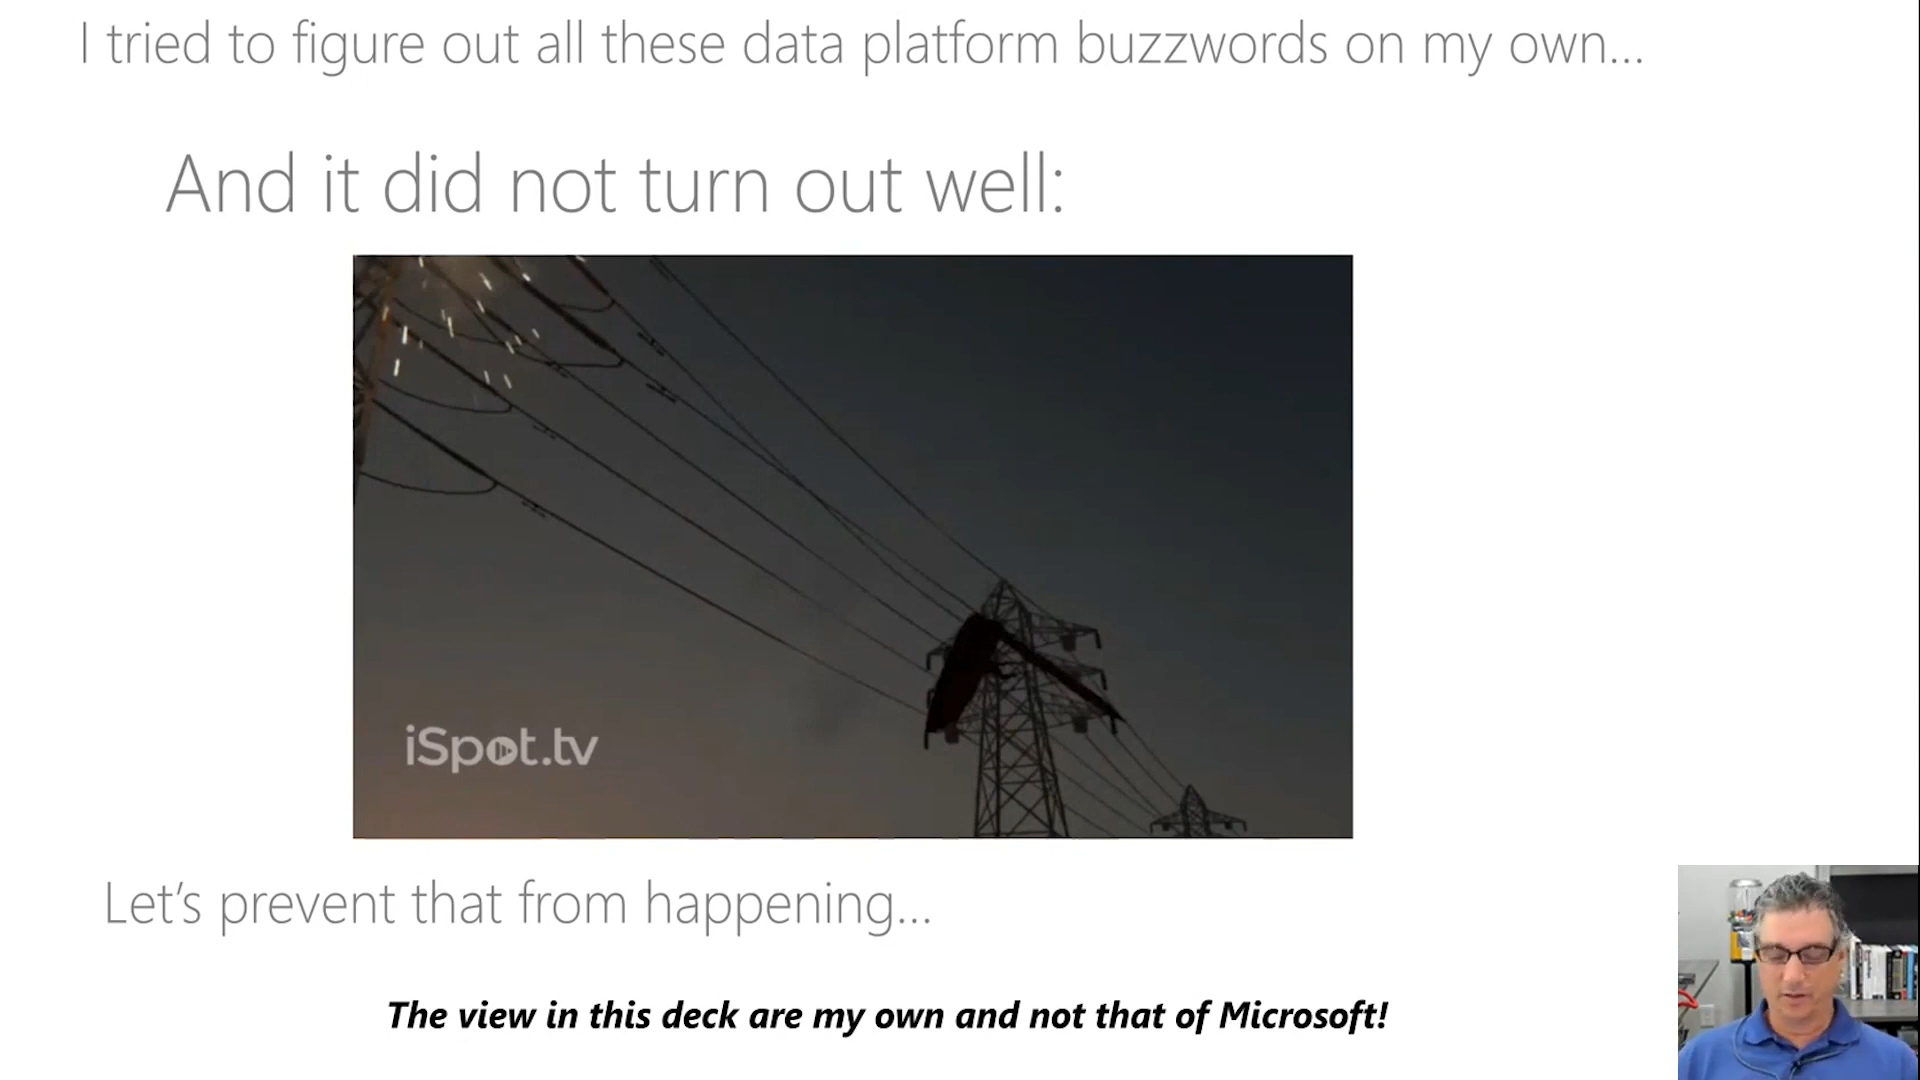 I tried to figure out all these data platform buzzwords on my own...
And it did not turn out well:
iSpot.tv
Let's prevent that from happening...
The view in this deck are my own and not that of Microsoft!